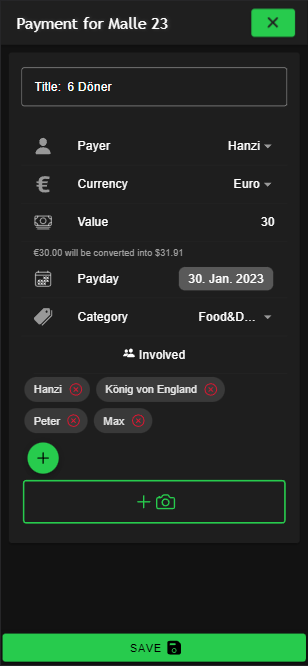 Payment for Malle 23
Title: 6 Döner
Payer Hanzi
Currency Euro
Value 30
€30.00 will be converted into $31.91
Payday 30. Jan. 2023
Category Food&D...
Involved
Hanzi König von England
Peter Max
SAVE